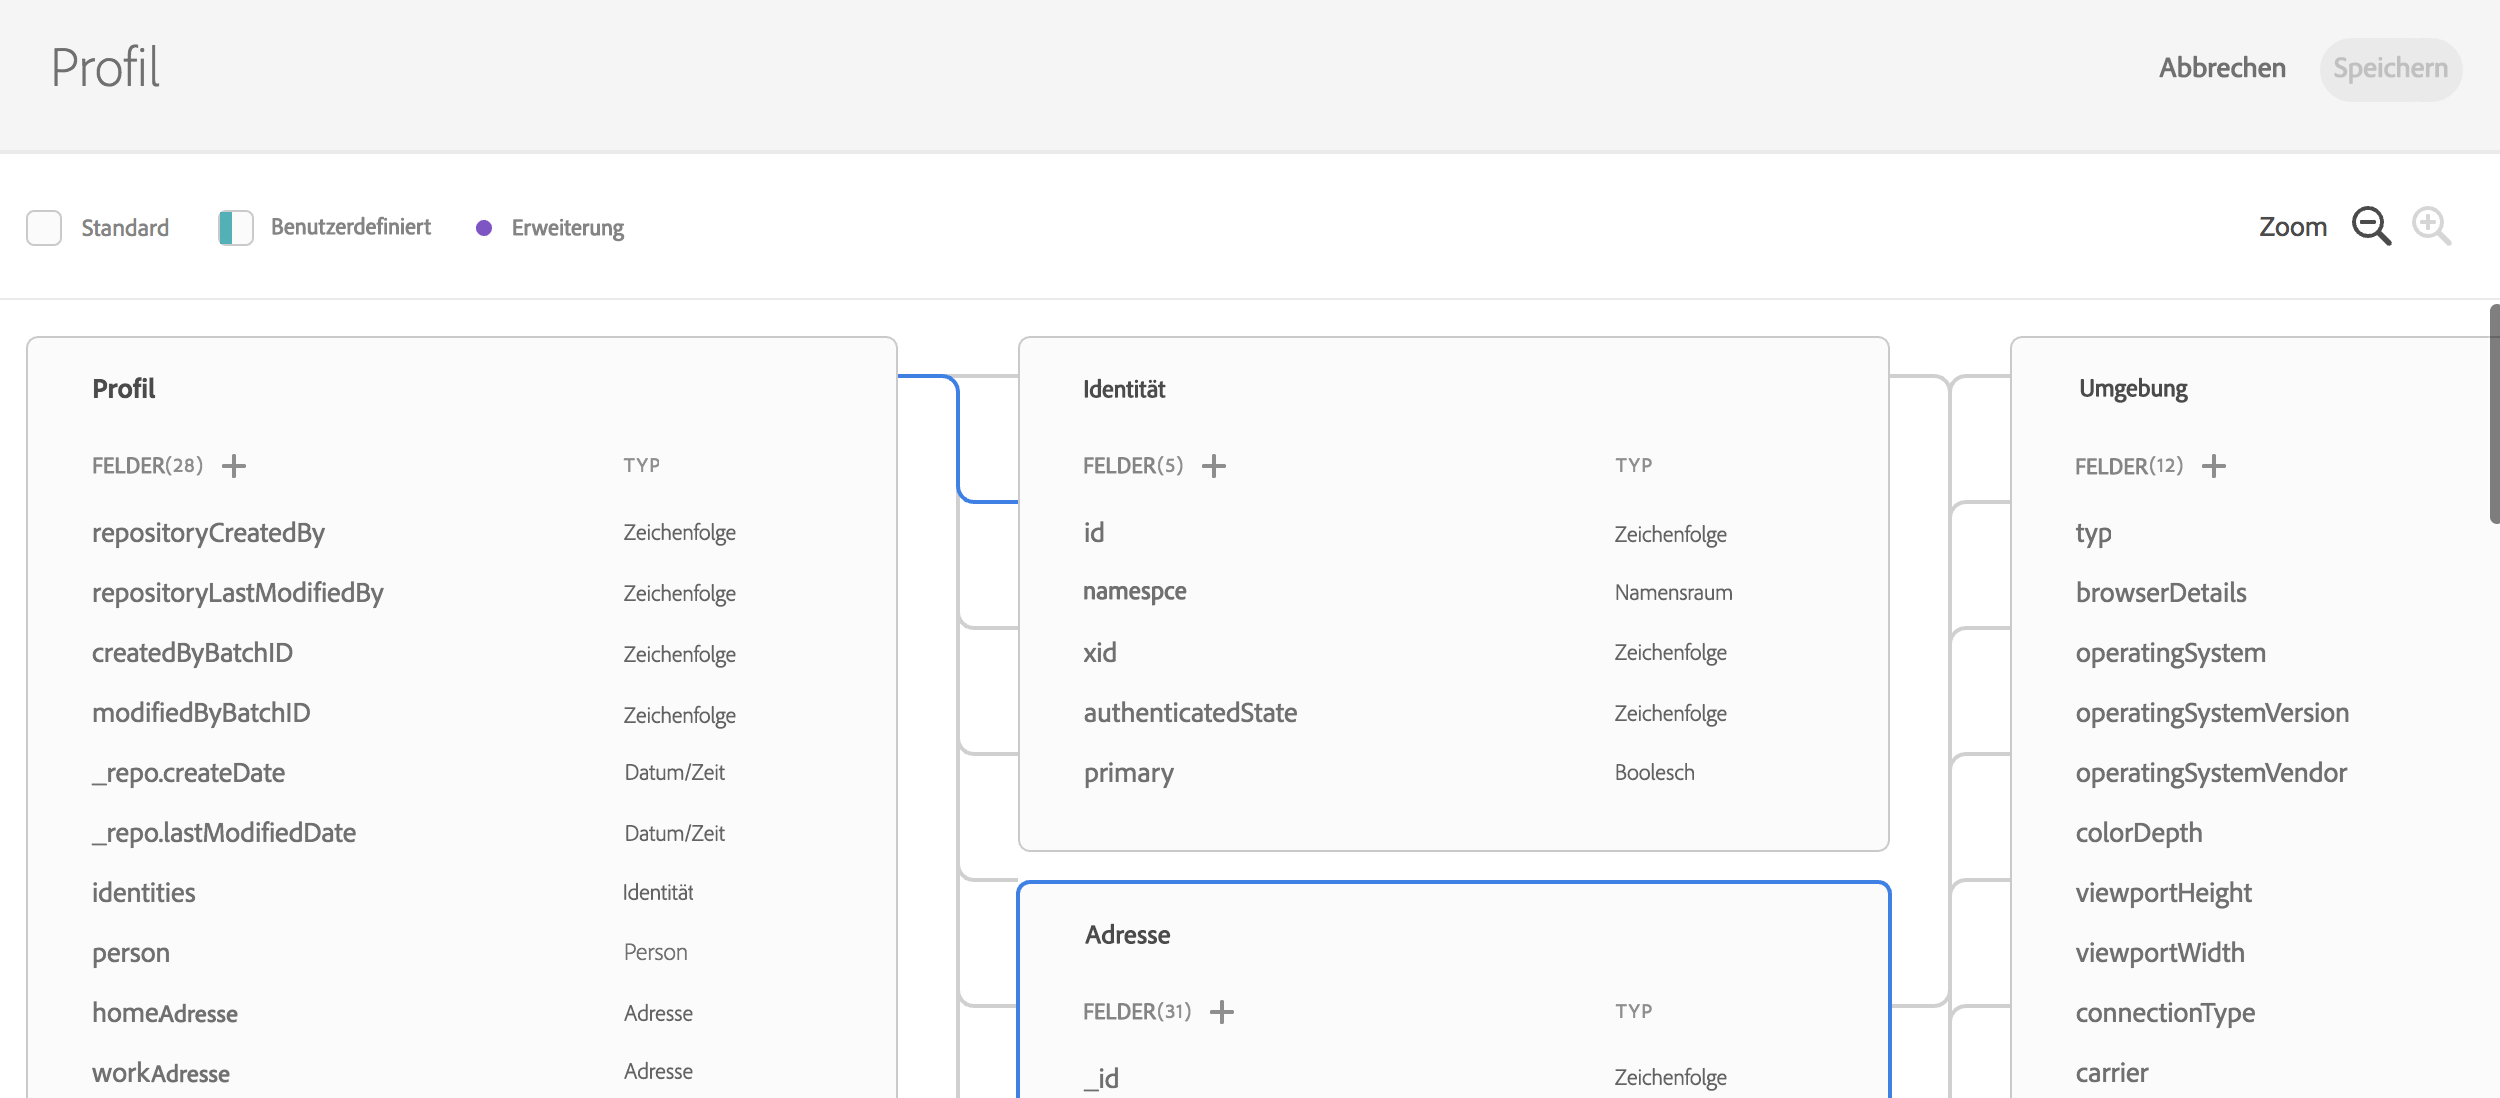 Profil
Abbrechen Speichern
Standard Benutzerdefiniert Erweiterung Zoom
Profil
FELDER(28) TYP
repositoryCreatedBy Zeichenfolge
repositoryLastModifiedBy Zeichenfolge
createdByBatchID Zeichenfolge
modifiedByBatchID Zeichenfolge
_repo.createDate Datum/Zeit
_repo.lastModifiedDate Datum/Zeit
identities Identität
person Person
homeAdresse Adresse
workAdresse Adresse
Identität
FELDER(5) TYP
id Zeichenfolge
namespce Namensraum
xid Zeichenfolge
authenticatedState Zeichenfolge
primary Boolesch
Adresse
FELDER(31) TYP
_id Zeichenfolge
Umgebung
FELDER(12)
typ
browserDetails
operatingSystem
operatingSystemVersion
operatingSystemVendor
colorDepth
viewportHeight
viewportWidth
connectionType
carrier